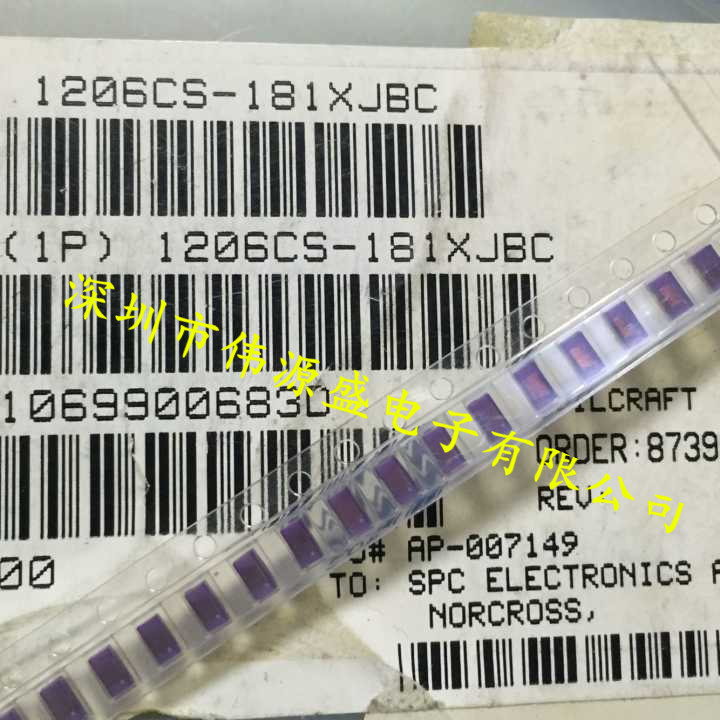 1206CS-181XJBC
(1P) 1206CS-181XJBC
深圳市伟源盛电子有限公司
1069900683C
ILCRAFT
ORDER:8739
REV
00
# AP-007149
TO: SPC ELECTRONICS A
NORCROSS,